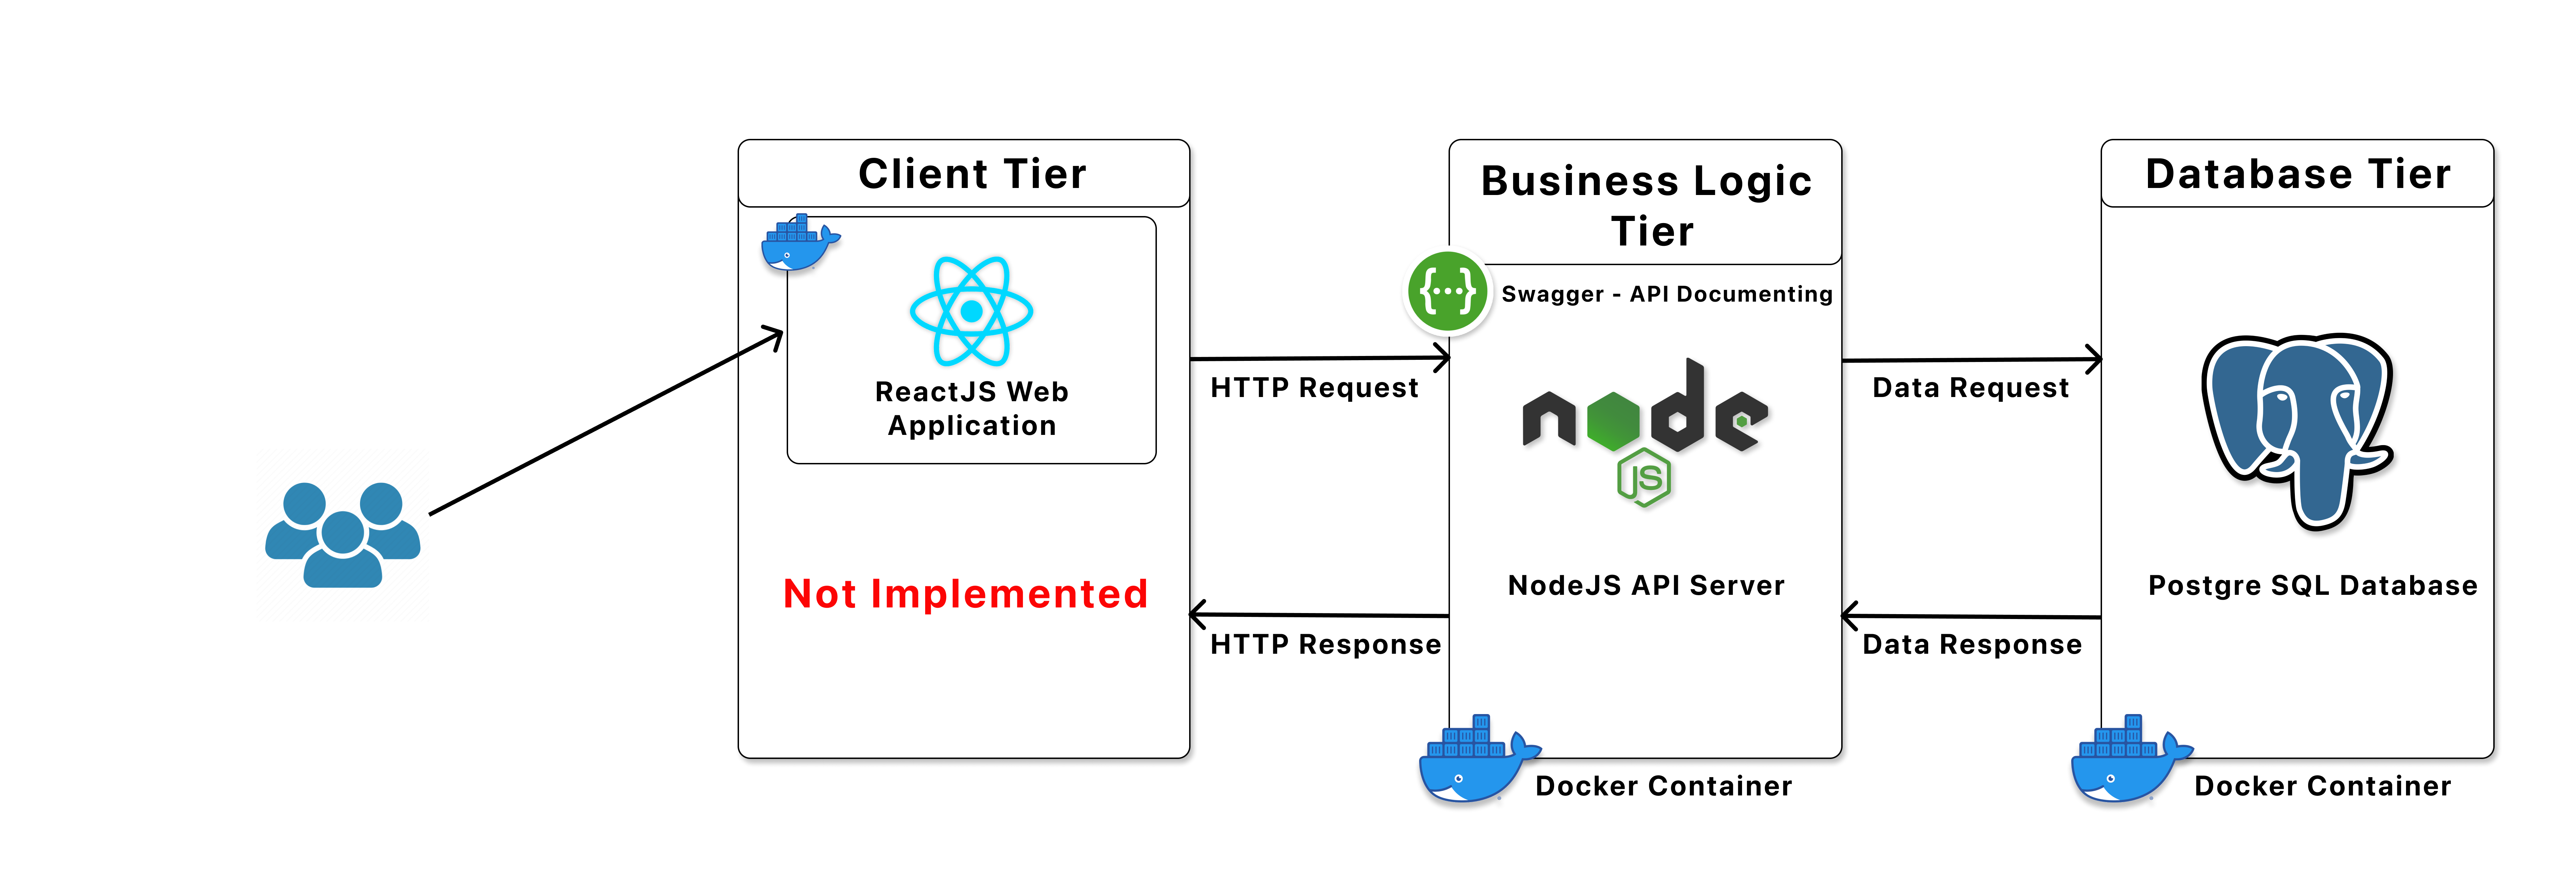 Client Tier
ReactJS Web
Application
Not Implemented
HTTP Request
HTTP Response
Business Logic
Tier
{...}
Swagger - API Documenting
node
JS
NodeJS API Server
Docker Container
Data Request
Data Response
Database Tier
Postgre SQL Database
Docker Container